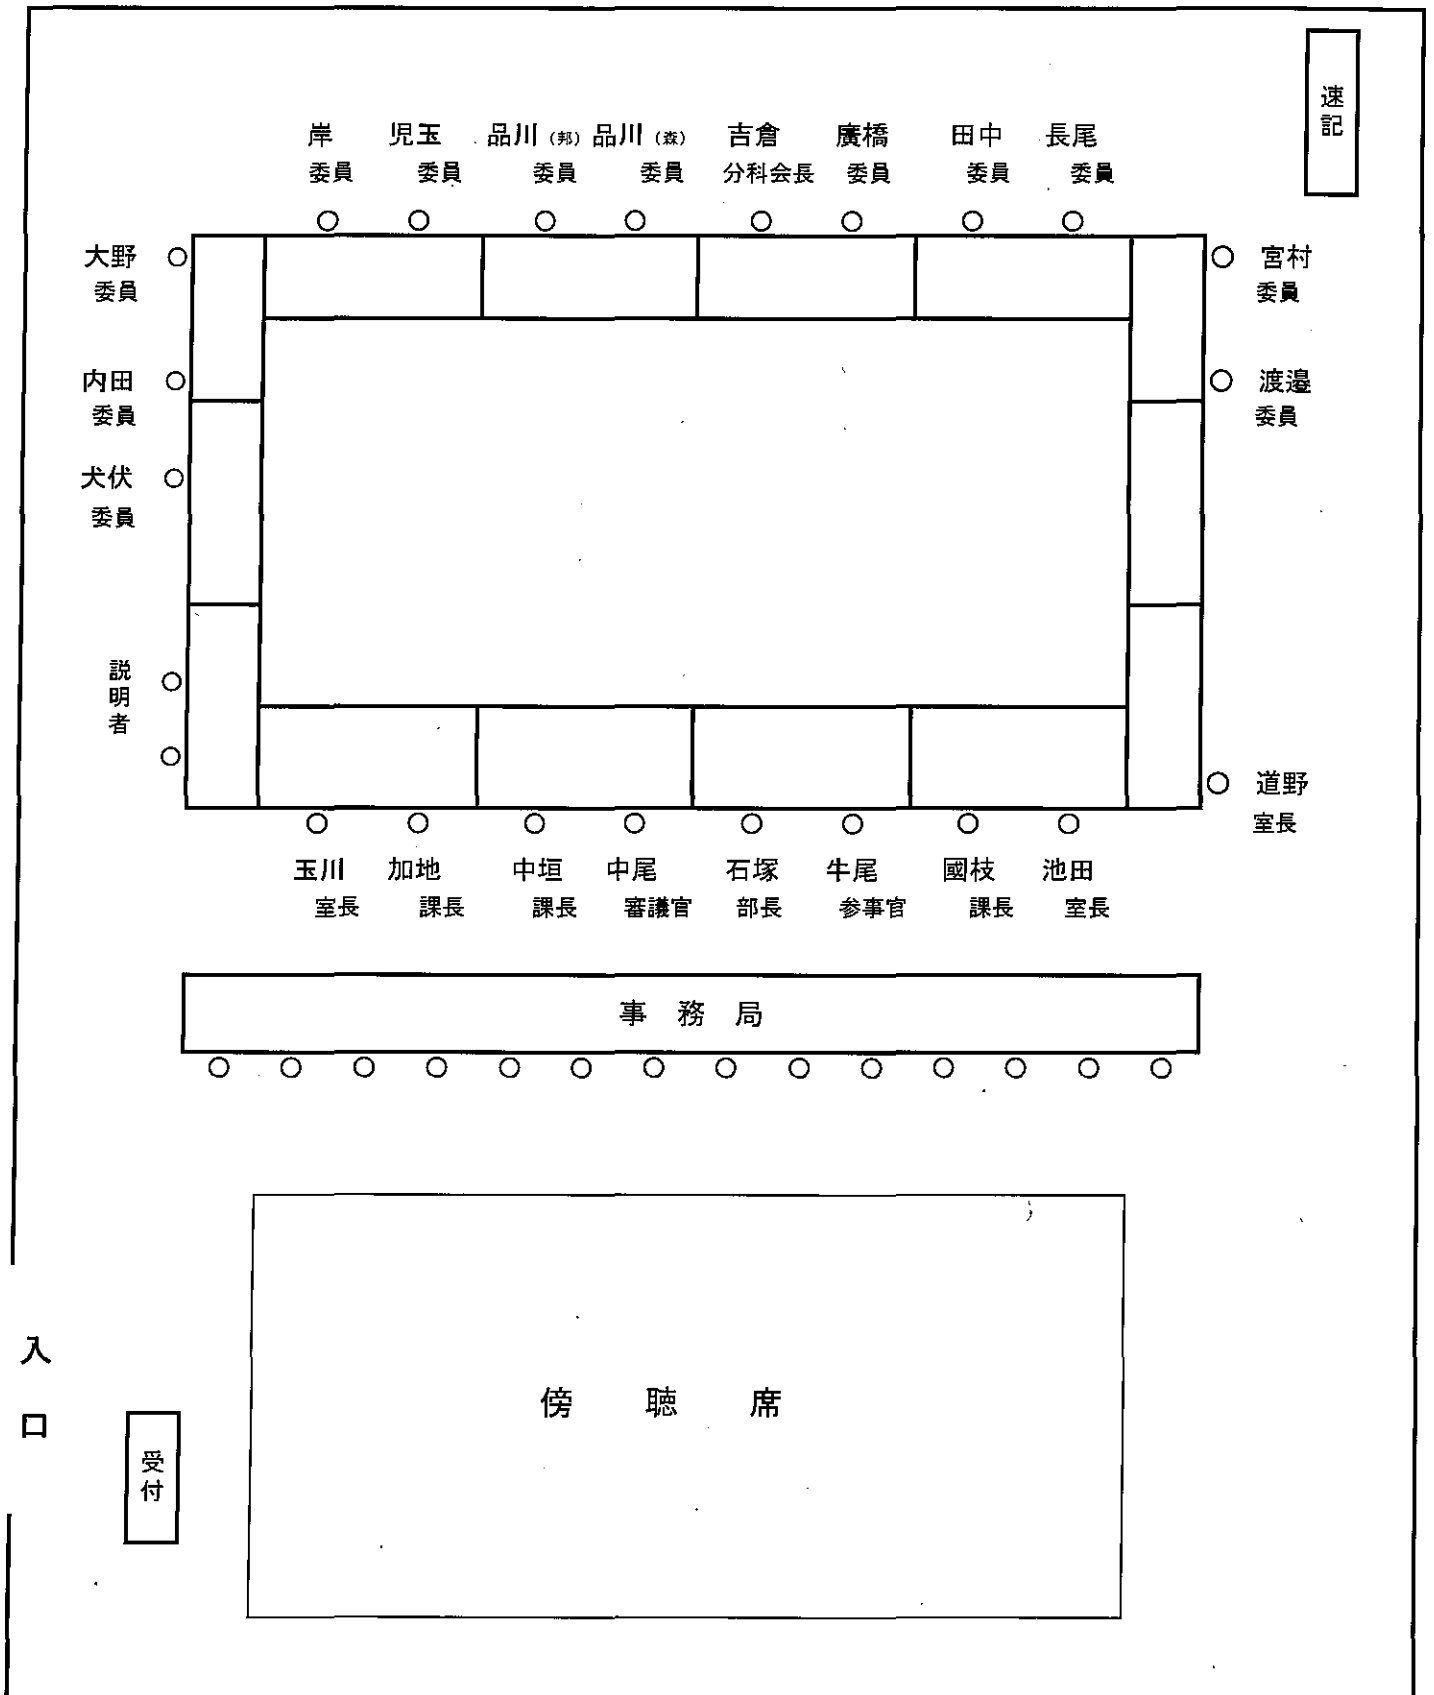 速記
岸 児玉 品川(邦) 品川(森) 吉倉 廣橋 田中 長尾
委員 委員 委員 委員 分科会長 委員 委員 委員
大野
委員
宮村
委員
内田
委員
渡邉
委員
犬伏
委員
説明者
道野
室長
玉川 加地 中垣 中尾 石塚 牛尾 國枝 池田
室長 課長 課長 審議官 部長 参事官 課長 室長
事務局
入口
傍聴席
受付